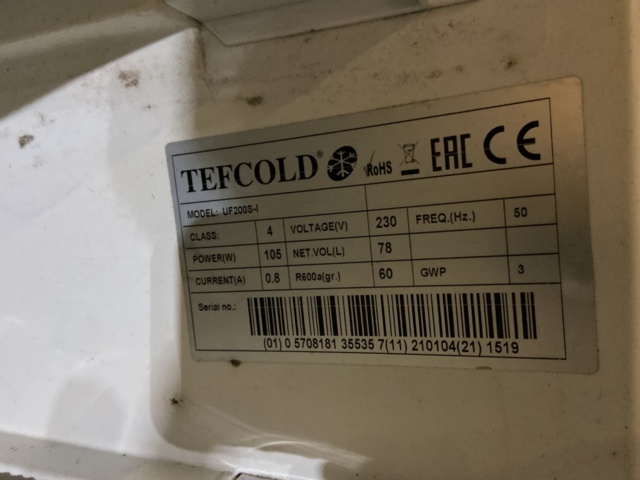 TEFCOLD® RoHS EAC CE
MODEL: UF200S-I
CLASS: 4 VOLTAGE(V) 230 FREQ.(Hz.) 50
POWER(W) 105 NET.VOL(L) 78
CURRENT(A) 0.8 R600a(gr.) 60 GWP 3
Serial no.:
(01) 0 5708181 35535 7(11) 210104(21) 1519